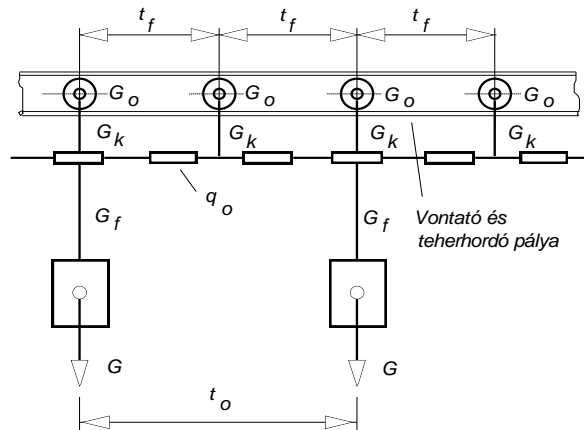 t f t f t f
G o G o G o G o
G k G k G k G k
q o
G f G f
Vontató és
teherhordó pálya
G G
t o